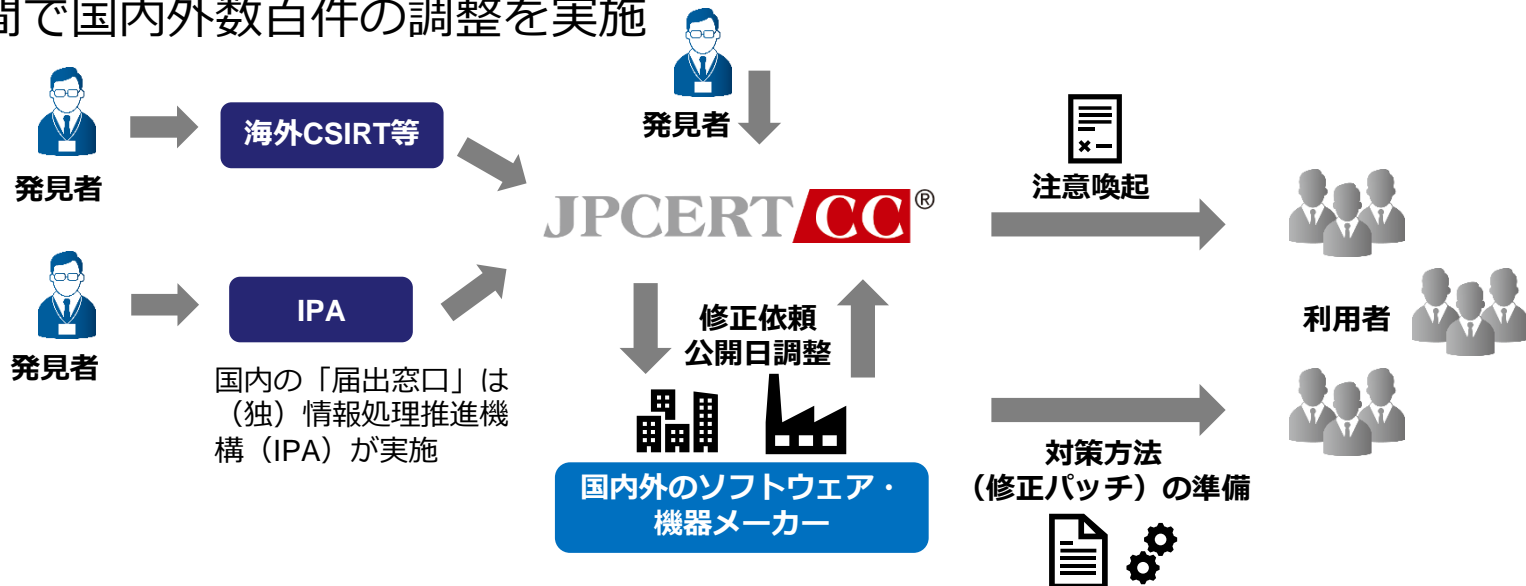 間で国内外数百件の調整を実施
発見者
海外CSIRT等
発見者
JPCERT CC®
注意喚起
発見者
IPA
国内の「届出窓口」は
（独）情報処理推進機
構（IPA）が実施
修正依頼
公開日調整
国内外のソフトウェア・
機器メーカー
利用者
対策方法
（修正パッチ）の準備